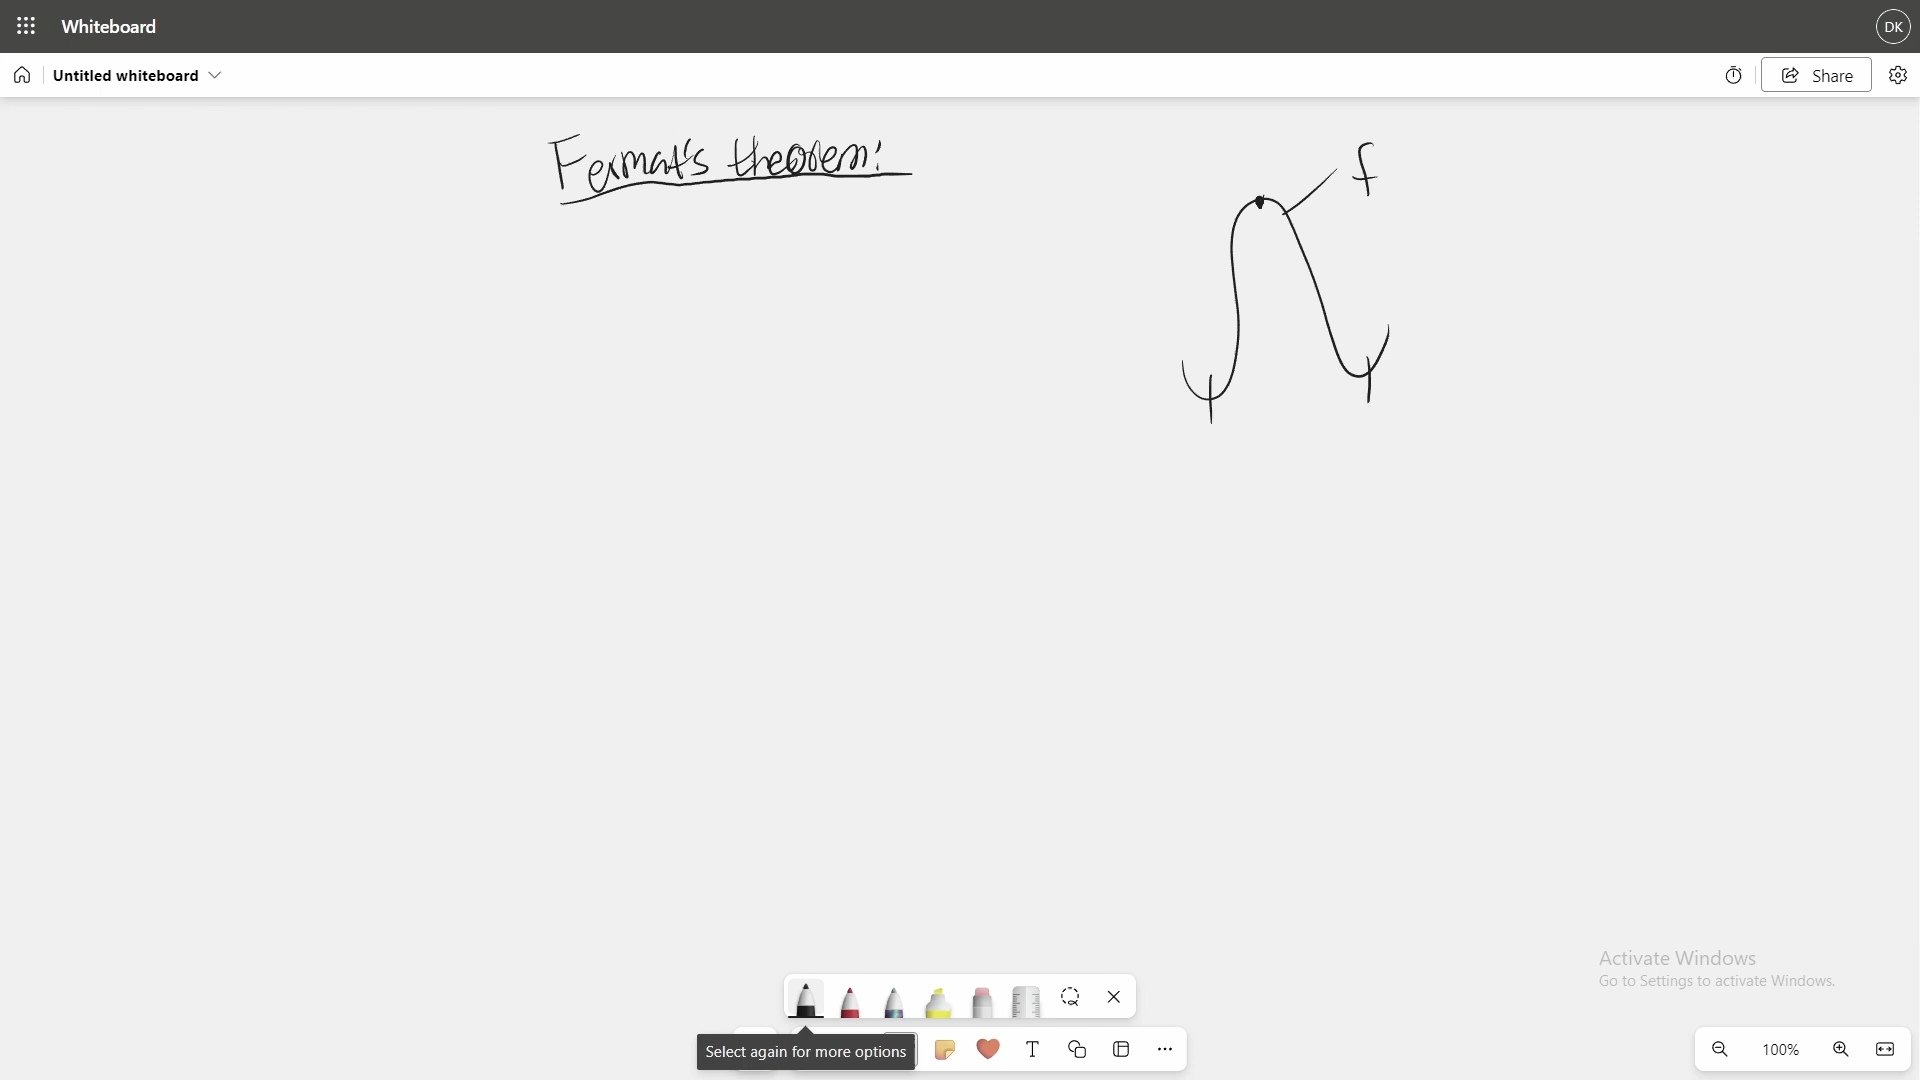 Whiteboard
DK
Untitled whiteboard
Share
Fermat's theorem:
f
Activate Windows
Go to Settings to activate Windows.
Select again for more options
100%